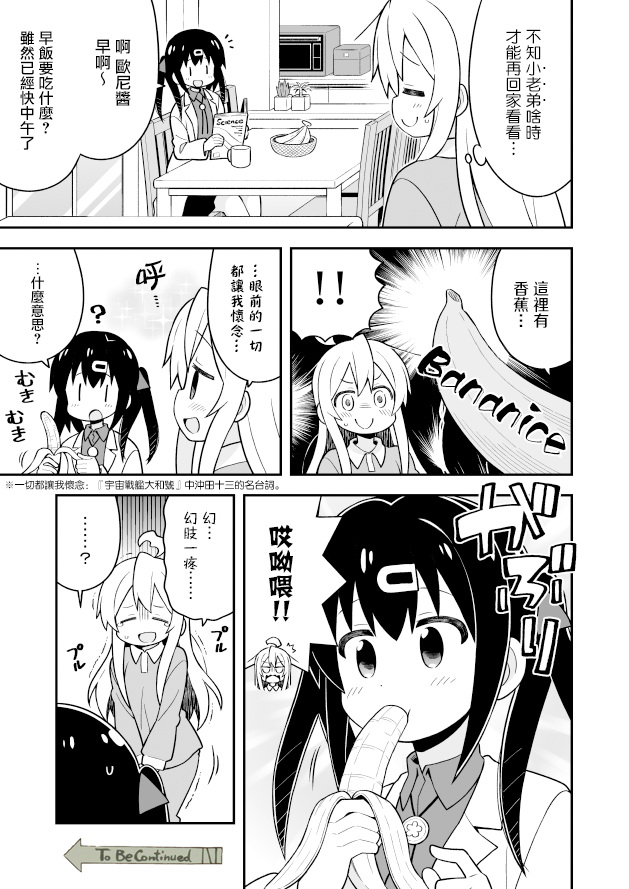 不知小老弟啥時
才能再回家看看…
啊 歐尼醬
早啊～
SCIENCE
早飯要吃什麼？
雖然已經快中午了
這裡有
香蕉…
Bananice
!!
…眼前的一切
都讓我懷念…
呼
?
…什麼意思？
むき
むき
※一切都讓我懷念：『宇宙戰艦大和號』中沖田十三的名台詞。
がぶり
哎呦喂!!
幻…
幻肢一疼……
……？
プル
プル
To Be Continued